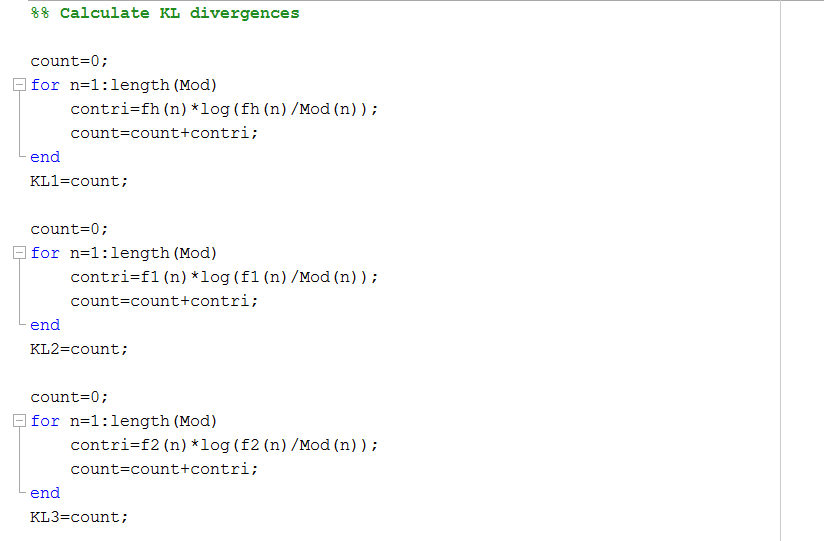 %% Calculate KL divergences
count=0;
for n=1:length(Mod)
contri=fh(n)*log(fh(n)/Mod(n));
count=count+contri;
end
KL1=count;
count=0;
for n=1:length(Mod)
contri=f1(n)*log(f1(n)/Mod(n));
count=count+contri;
end
KL2=count;
count=0;
for n=1:length(Mod)
contri=f2(n)*log(f2(n)/Mod(n));
count=count+contri;
end
KL3=count;